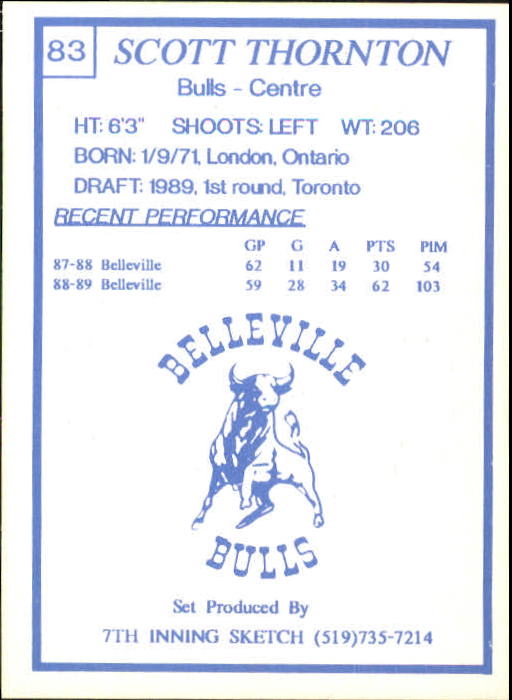 83 SCOTT THORNTON
Bulls - Centre
HT: 6'3" SHOOTS: LEFT WT: 206
BORN: 1/9/71, London, Ontario
DRAFT: 1989, 1st round, Toronto
RECENT PERFORMANCE
GP G A PTS PIM
87-88 Belleville 62 11 19 30 54
88-89 Belleville 59 28 34 62 103
BELLEVILLE
BULLS
Set Produced By
7TH INNING SKETCH (519)735-7214